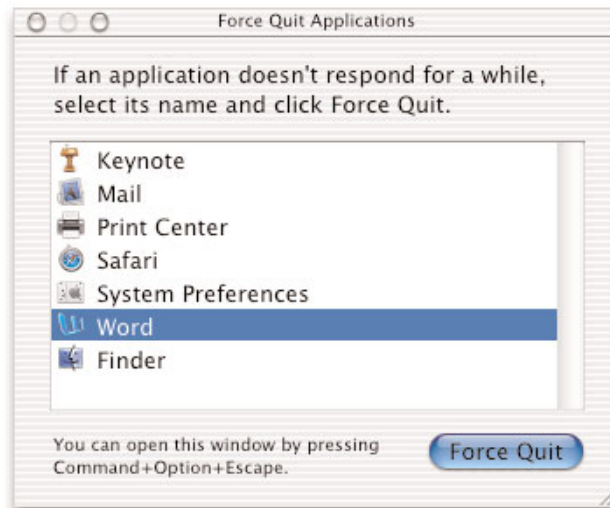 Force Quit Applications
If an application doesn't respond for a while,
select its name and click Force Quit.
Keynote
Mail
Print Center
Safari
System Preferences
Word
Finder
You can open this window by pressing
Command+Option+Escape.
Force Quit